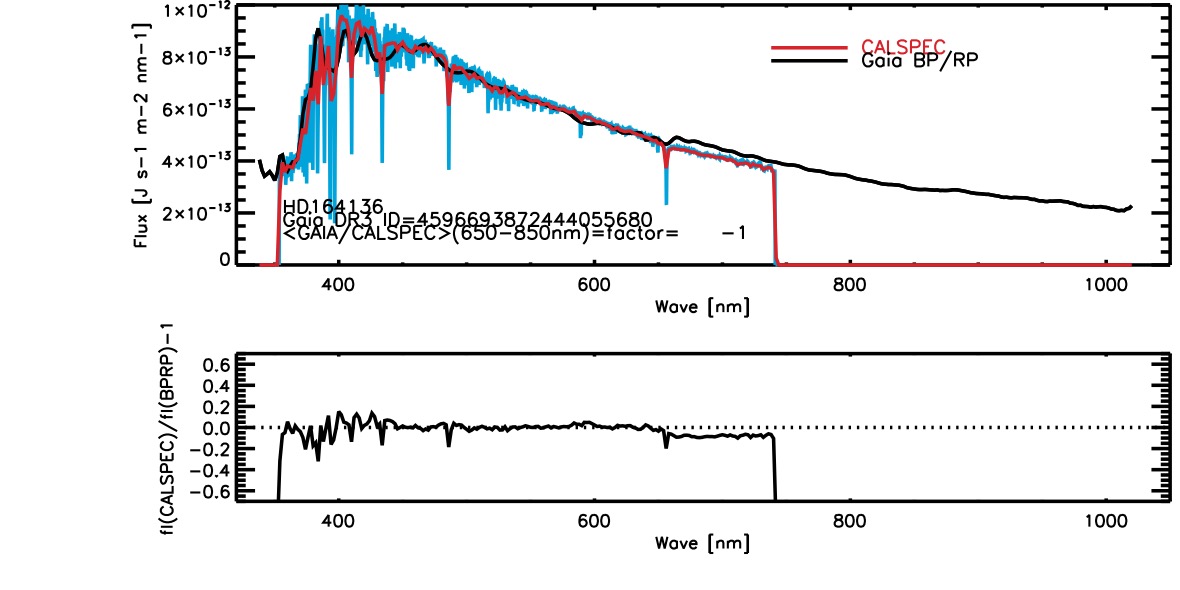 1×10−12
8×10−13
6×10−13
4×10−13
2×10−13
0
Flux [J s−1 m−2 nm−1]
CALSPEC
Gaia BP/RP
HD164136
Gaia DR3 ID=4596693872444055680
<GAIA/CALSPEC>(650−850nm)=factor= −1
400 600 800 1000
Wave [nm]
fl(CALSPEC)/fl(BPRP)−1
0.6
0.4
0.2
0.0
−0.2
−0.4
−0.6
400 600 800 1000
Wave [nm]